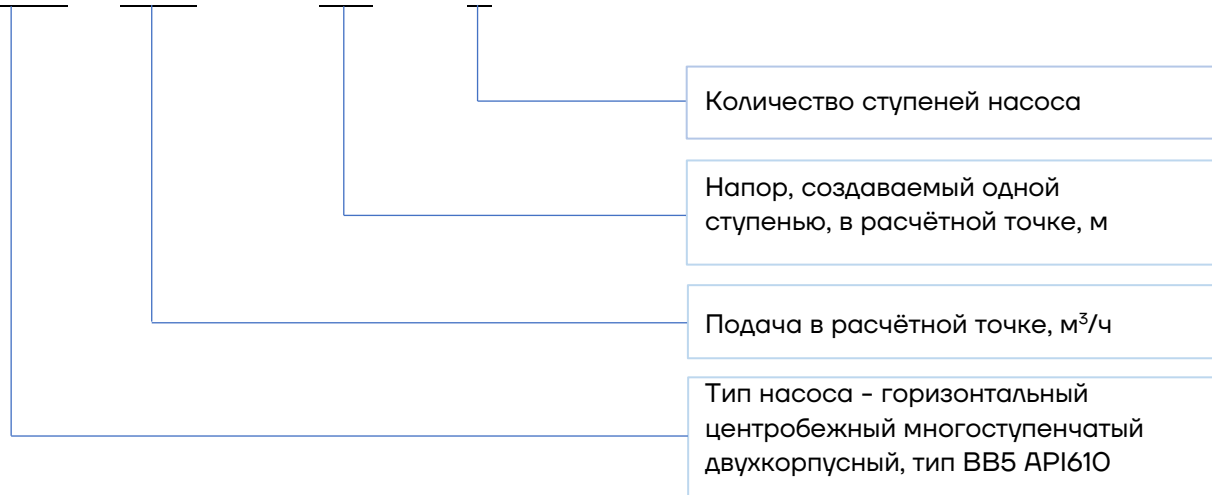 Количество ступеней насоса
Напор, создаваемый одной
ступенью, в расчётной точке, м
Подача в расчётной точке, м³/ч
Тип насоса - горизонтальный
центробежный многоступенчатый
двухкорпусный, тип BB5 API610